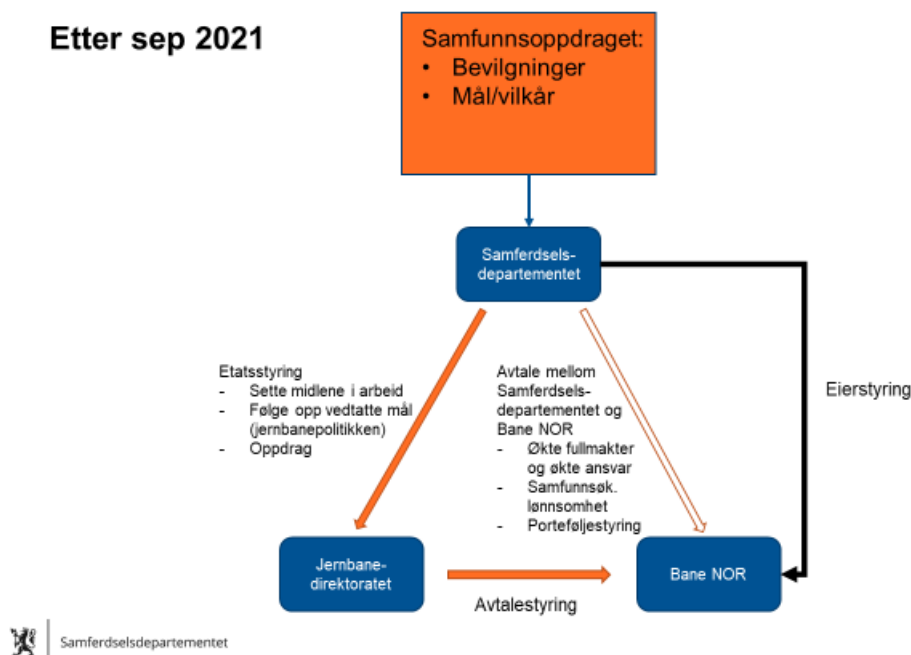 Etter sep 2021
Samfunnsoppdraget:
• Bevilgninger
• Mål/vilkår
Samferdsels-
departementet
Etatsstyring
- Sette midlene i arbeid
- Følge opp vedtatte mål
(jernbanepolitikken)
- Oppdrag
Avtale mellom
Samferdsels-
departementet og
Bane NOR
- Økte fullmakter
og økte ansvar
- Samfunnsøk.
lønnsomhet
- Porteføljestyring
Eierstyring
Jernbane-
direktoratet
Avtalestyring
Bane NOR
Samferdselsdepartementet